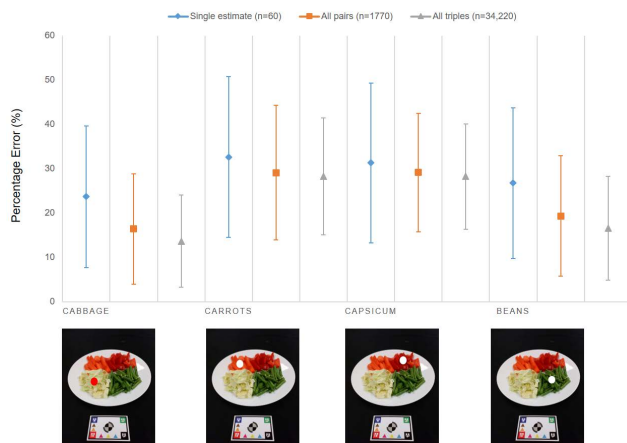 Single estimate (n=60) All pairs (n=1770) All triples (n=34,220)
Percentage Error (%)
60
50
40
30
20
10
0
CABBAGE CARROTS CAPSICUM BEANS